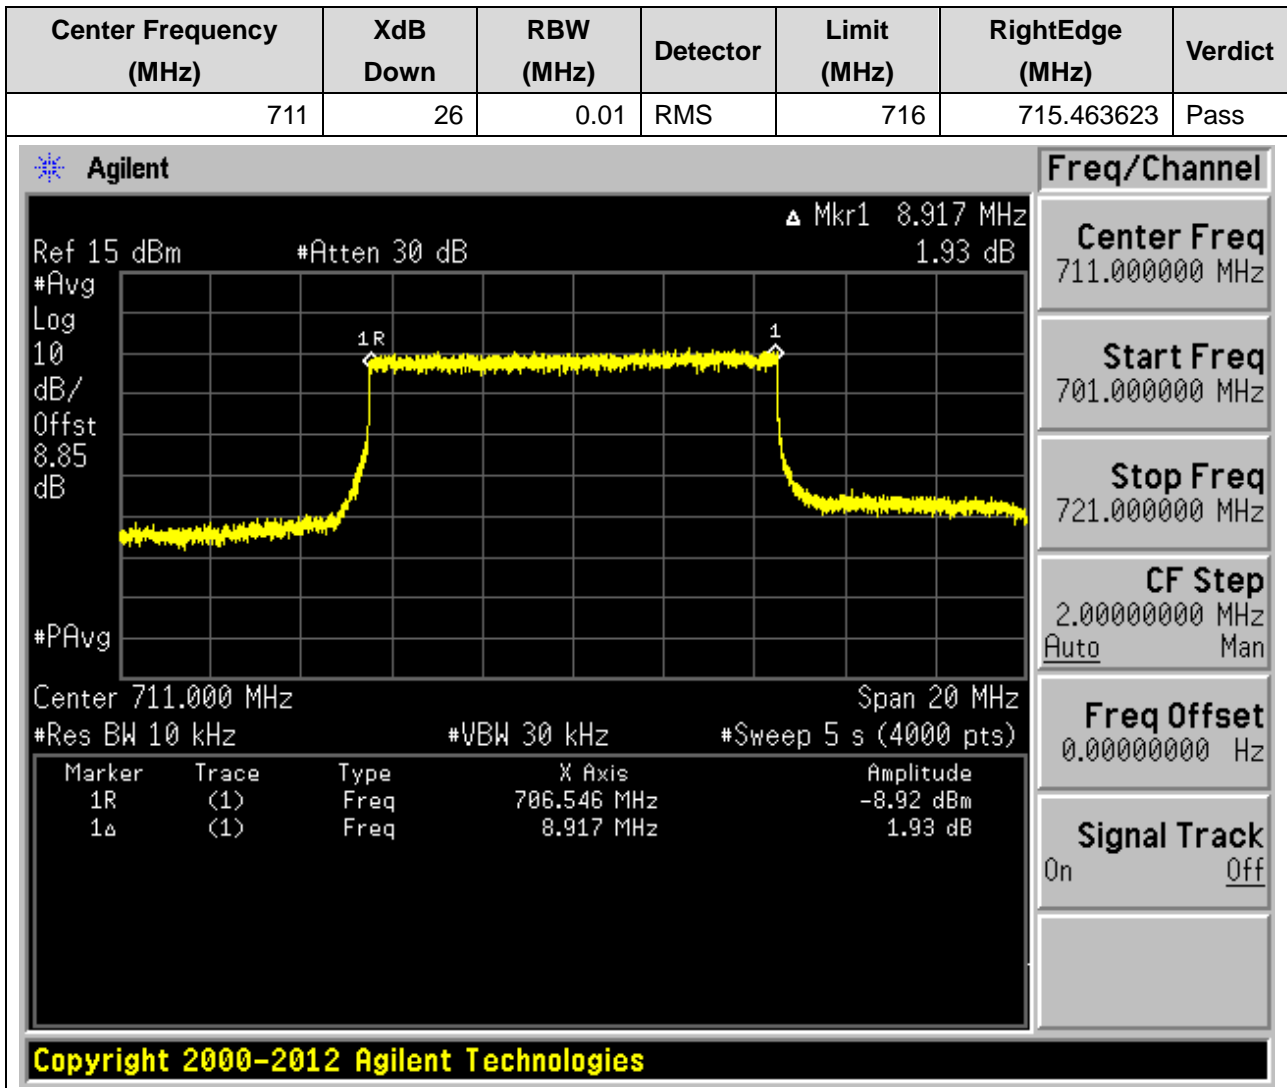 Center Frequency (MHz) XdB Down RBW (MHz) Detector Limit (MHz) RightEdge (MHz) Verdict
711 26 0.01 RMS 716 715.463623 Pass
Agilent
Δ Mkr1 8.917 MHz
Ref 15 dBm #Atten 30 dB 1.93 dB
#Avg
Log
10
dB/
Offst
8.85
dB
1R
1
#PAvg
Center 711.000 MHz Span 20 MHz
#Res BW 10 kHz #VBW 30 kHz #Sweep 5 s (4000 pts)
Marker Trace Type X Axis Amplitude
1R (1) Freq 706.546 MHz -8.92 dBm
1Δ (1) Freq 8.917 MHz 1.93 dB
Freq/Channel
Center Freq
711.000000 MHz
Start Freq
701.000000 MHz
Stop Freq
721.000000 MHz
CF Step
2.00000000 MHz
Auto Man
Freq Offset
0.00000000 Hz
Signal Track
On Off
Copyright 2000-2012 Agilent Technologies